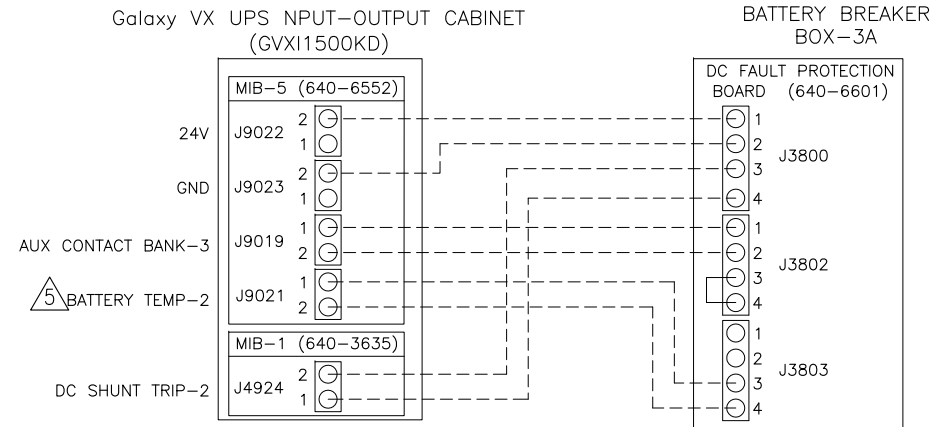 Galaxy VX UPS NPUT-OUTPUT CABINET
(GVXI1500KD)
BATTERY BREAKER
BOX-3A
MIB-5 (640-6552)
24V
J9022
2
1
GND
J9023
2
1
AUX CONTACT BANK-3
J9019
1
2
5
BATTERY TEMP-2
J9021
1
2
MIB-1 (640-3635)
DC SHUNT TRIP-2
J4924
2
1
DC FAULT PROTECTION
BOARD (640-6601)
1
2
3
4
J3800
1
2
3
4
J3802
1
2
3
4
J3803